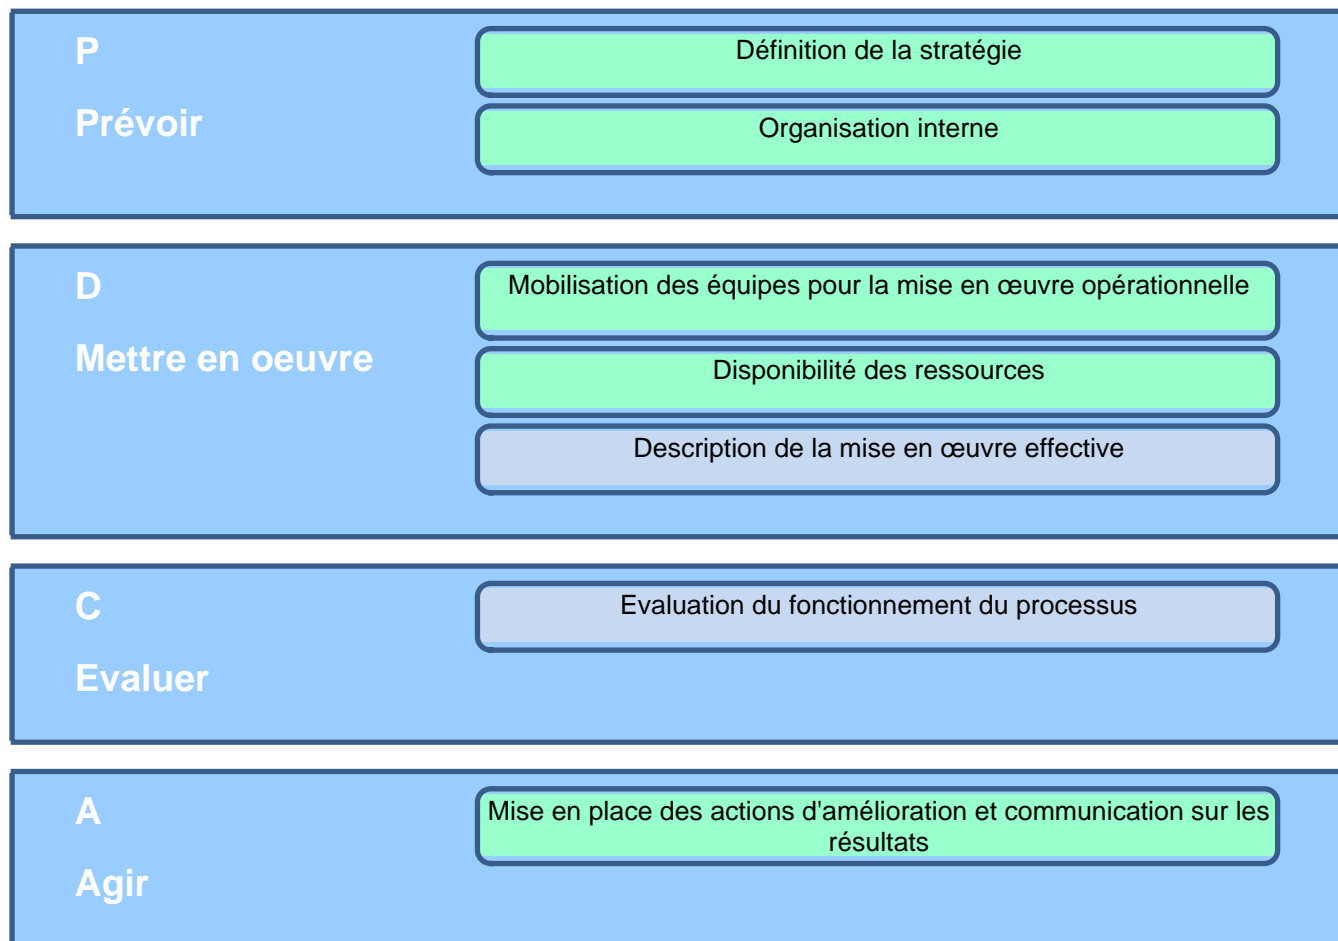 P
Prévoir
Définition de la stratégie
Organisation interne
D
Mettre en oeuvre
Mobilisation des équipes pour la mise en œuvre opérationnelle
Disponibilité des ressources
Description de la mise en œuvre effective
C
Evaluer
Evaluation du fonctionnement du processus
A
Agir
Mise en place des actions d'amélioration et communication sur les
résultats